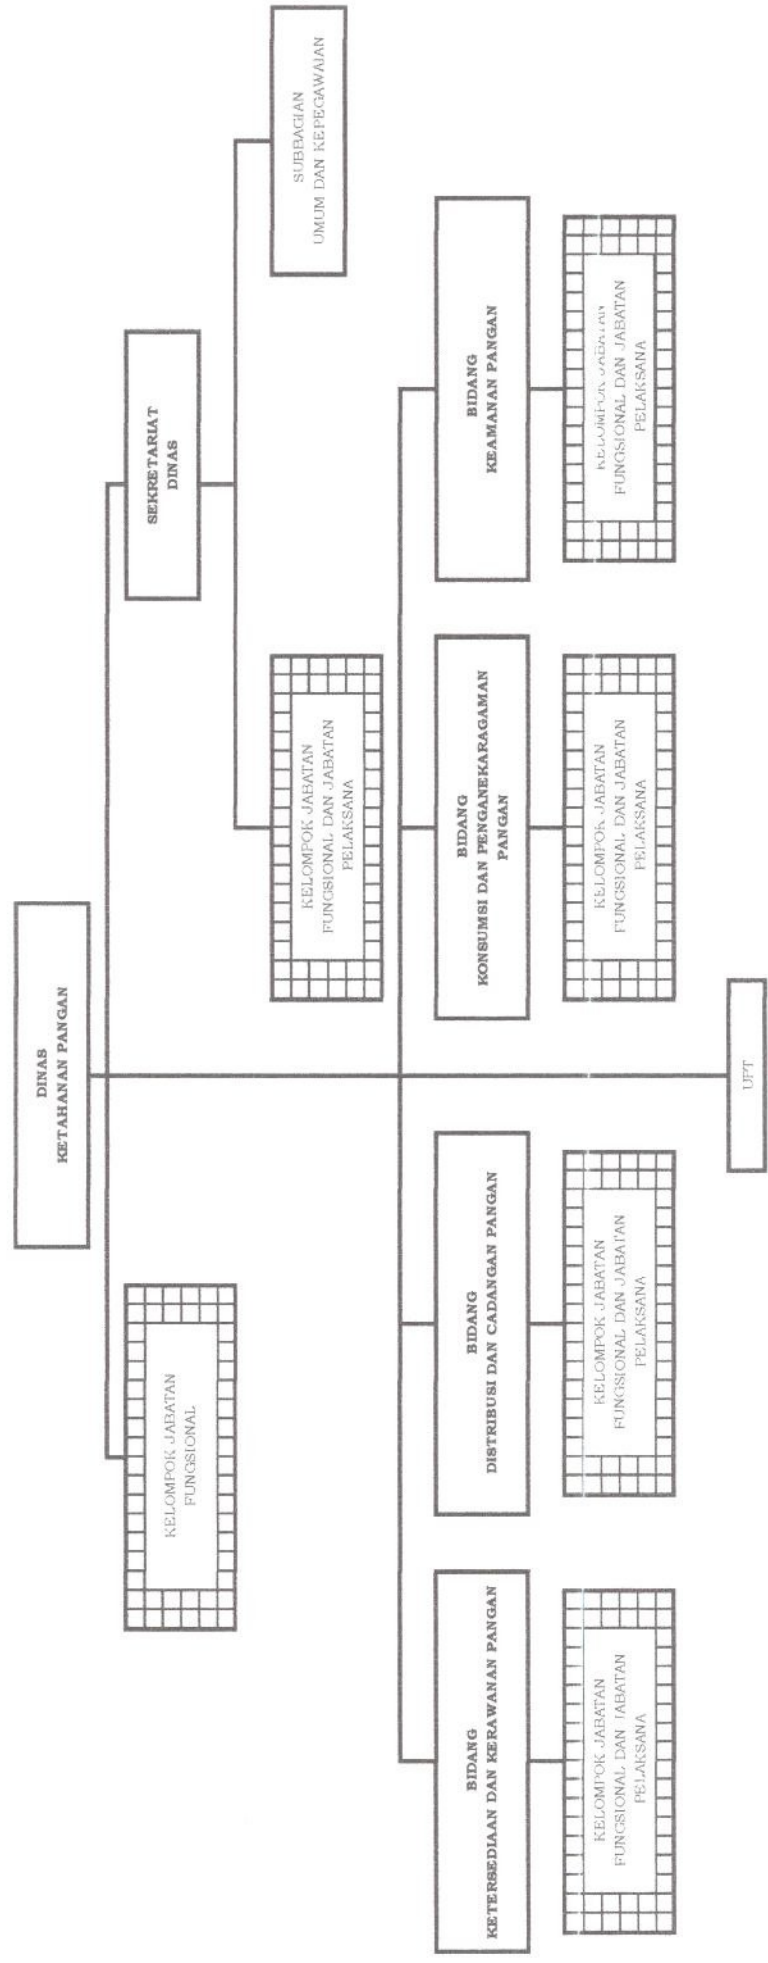 DINAS
KETAHANAN PANGAN
KELOMPOK JABATAN
FUNGSIONAL
SEKRETARIAT
DINAS
KELOMPOK JABATAN
FUNGSIONAL DAN JABATAN
PELAKSANA
SUBBAGIAN
UMUM DAN KEPEGAWAIAN
BIDANG
KETERSEDIAAN DAN KERAWANAN PANGAN
BIDANG
DISTRIBUSI DAN CADANGAN PANGAN
BIDANG
KONSUMSI DAN PENGANEKARAGAMAN
PANGAN
BIDANG
KEAMANAN PANGAN
KELOMPOK JABATAN
FUNGSIONAL DAN JABATAN
PELAKSANA
KELOMPOK JABATAN
FUNGSIONAL DAN JABATAN
PELAKSANA
KELOMPOK JABATAN
FUNGSIONAL DAN JABATAN
PELAKSANA
KELOMPOK JABATAN
FUNGSIONAL DAN JABATAN
PELAKSANA
UPT